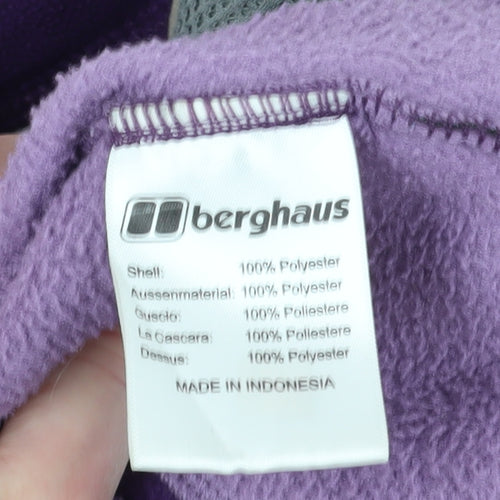 berghaus
Shell: 100% Polyester
Aussenmaterial: 100% Polyester
Guscio: 100% Poliestere
La Cascara: 100% Poliestere
Dessus: 100% Polyester
MADE IN INDONESIA